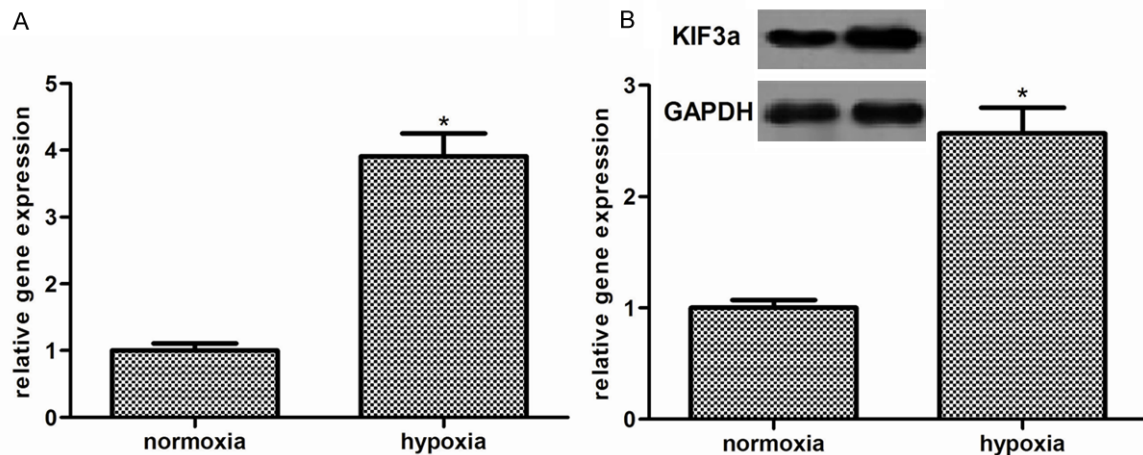 A
relative gene expression
5
4
3
2
1
0
*
normoxia
hypoxia
B
KIF3a
GAPDH
relative gene expression
3
2
1
0
*
normoxia
hypoxia